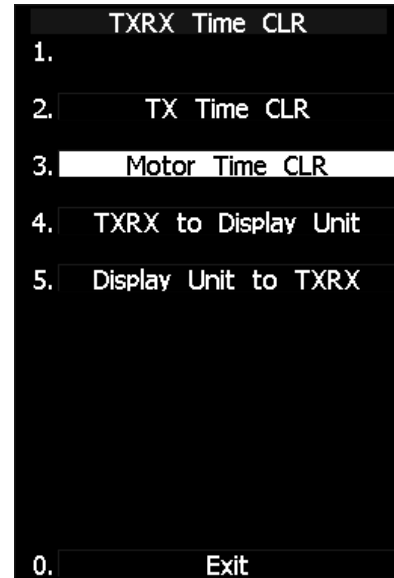 TXRX Time CLR
1.
2. TX Time CLR
3. Motor Time CLR
4. TXRX to Display Unit
5. Display Unit to TXRX
0. Exit